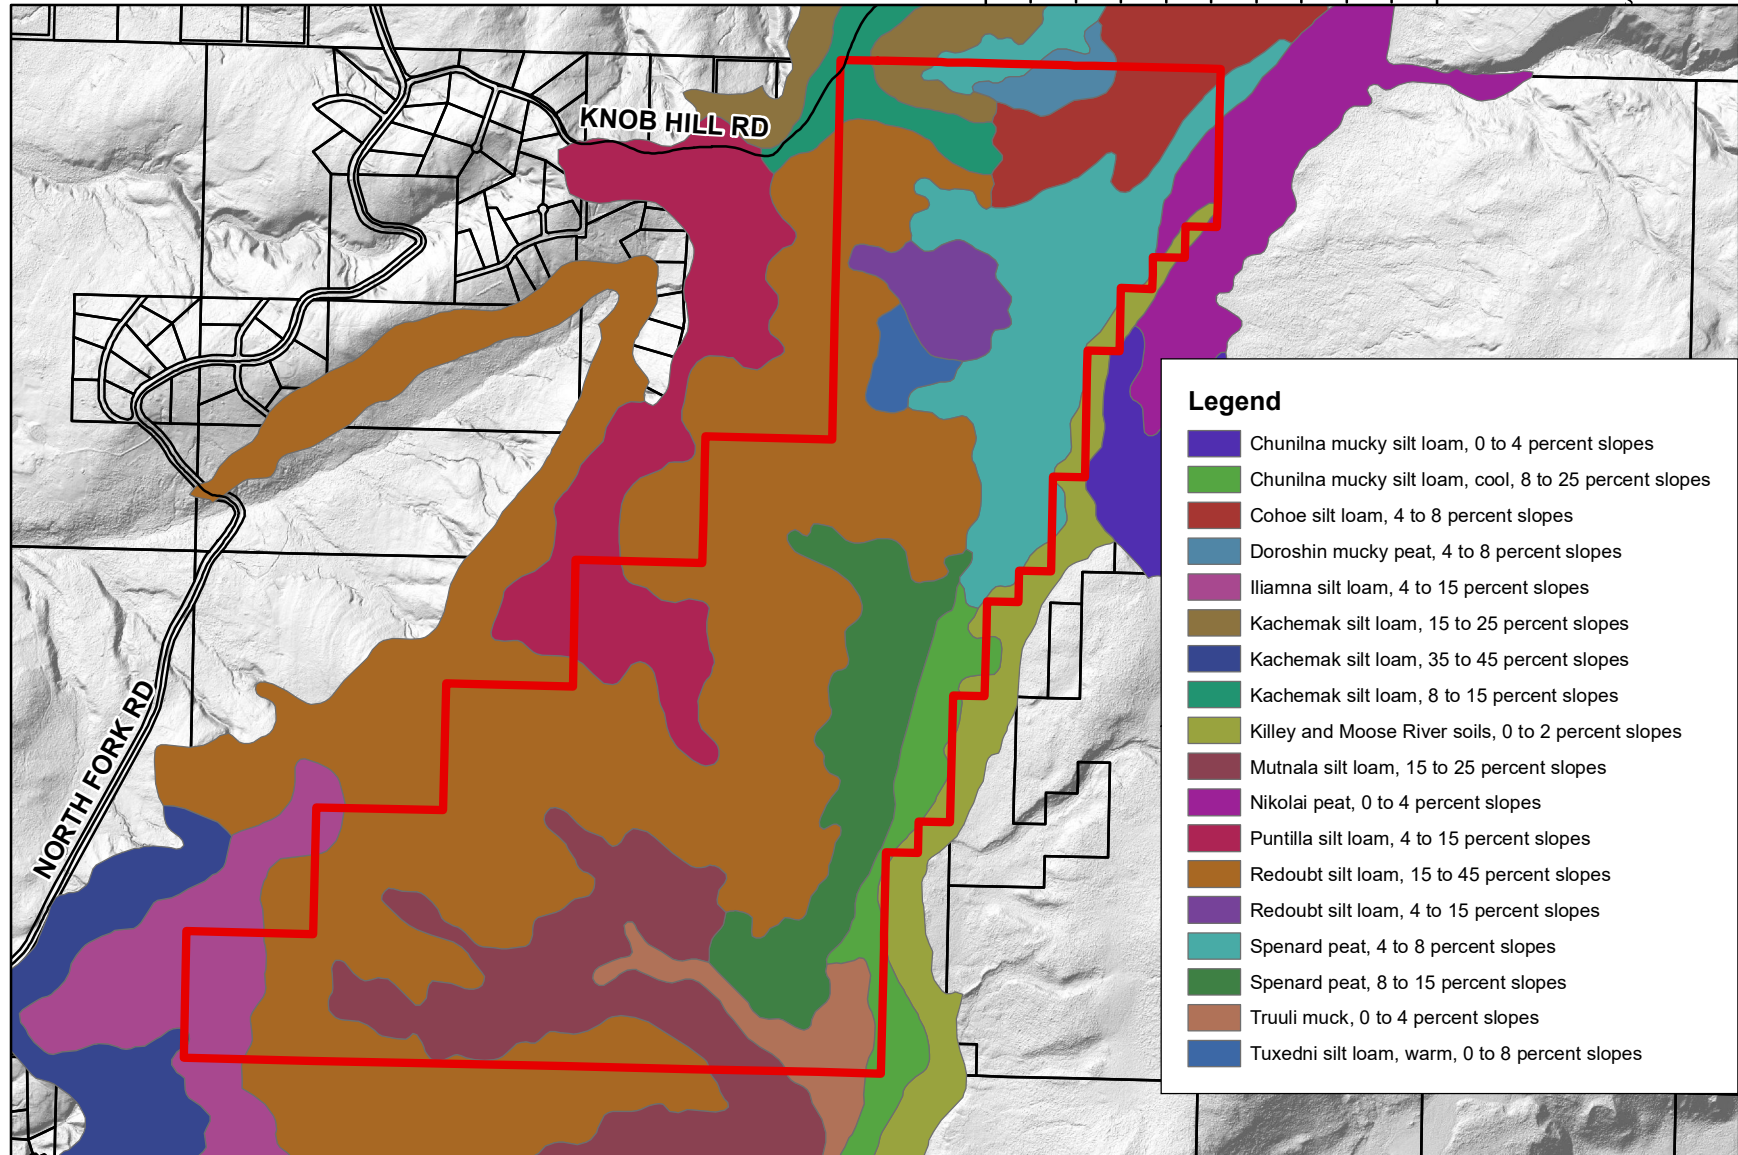 KNOB HILL RD
NORTH FORK RD
Legend
Chunilna mucky silt loam, 0 to 4 percent slopes
Chunilna mucky silt loam, cool, 8 to 25 percent slopes
Cohoe silt loam, 4 to 8 percent slopes
Doroshin mucky peat, 4 to 8 percent slopes
Iliamna silt loam, 4 to 15 percent slopes
Kachemak silt loam, 15 to 25 percent slopes
Kachemak silt loam, 35 to 45 percent slopes
Kachemak silt loam, 8 to 15 percent slopes
Killey and Moose River soils, 0 to 2 percent slopes
Mutnala silt loam, 15 to 25 percent slopes
Nikolai peat, 0 to 4 percent slopes
Puntilla silt loam, 4 to 15 percent slopes
Redoubt silt loam, 15 to 45 percent slopes
Redoubt silt loam, 4 to 15 percent slopes
Spenard peat, 4 to 8 percent slopes
Spenard peat, 8 to 15 percent slopes
Truuli muck, 0 to 4 percent slopes
Tuxedni silt loam, warm, 0 to 8 percent slopes